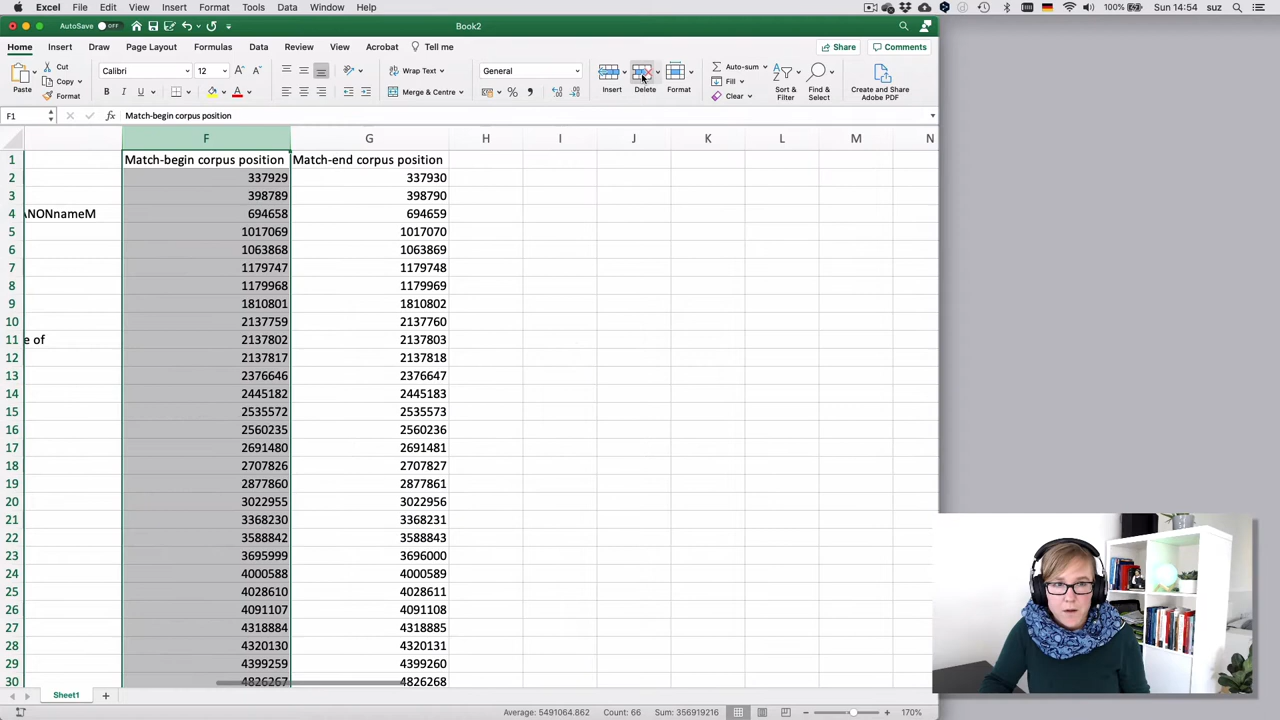 Excel File Edit View Insert Format Tools Data Window Help 100% Sun 14:54 suz
AutoSave OFF Book2
Home Insert Draw Page Layout Formulas Data Review View Acrobat Tell me Share Comments
Paste Cut Copy Format Calibri 12 Wrap Text Merge & Centre General Insert Delete Format Auto-sum Fill Clear Sort & Filter Find & Select Create and Share Adobe PDF
F1 fx Match-begin corpus position
F G H I J K L M N
1 Match-begin corpus position Match-end corpus position
2 337929 337930
3 398789 398790
4 ANONnameM 694658 694659
5 1017069 1017070
6 1063868 1063869
7 1179747 1179748
8 1179968 1179969
9 1810801 1810802
10 2137759 2137760
11 e of 2137802 2137803
12 2137817 2137818
13 2376646 2376647
14 2445182 2445183
15 2535572 2535573
16 2560235 2560236
17 2691480 2691481
18 2707826 2707827
19 2877860 2877861
20 3022955 3022956
21 3368230 3368231
22 3588842 3588843
23 3695999 3696000
24 4000588 4000589
25 4028610 4028611
26 4091107 4091108
27 4318884 4318885
28 4320130 4320131
29 4399259 4399260
30 4826267 4826268
Sheet1 +
Average: 5491064.862 Count: 66 Sum: 356919216 170%